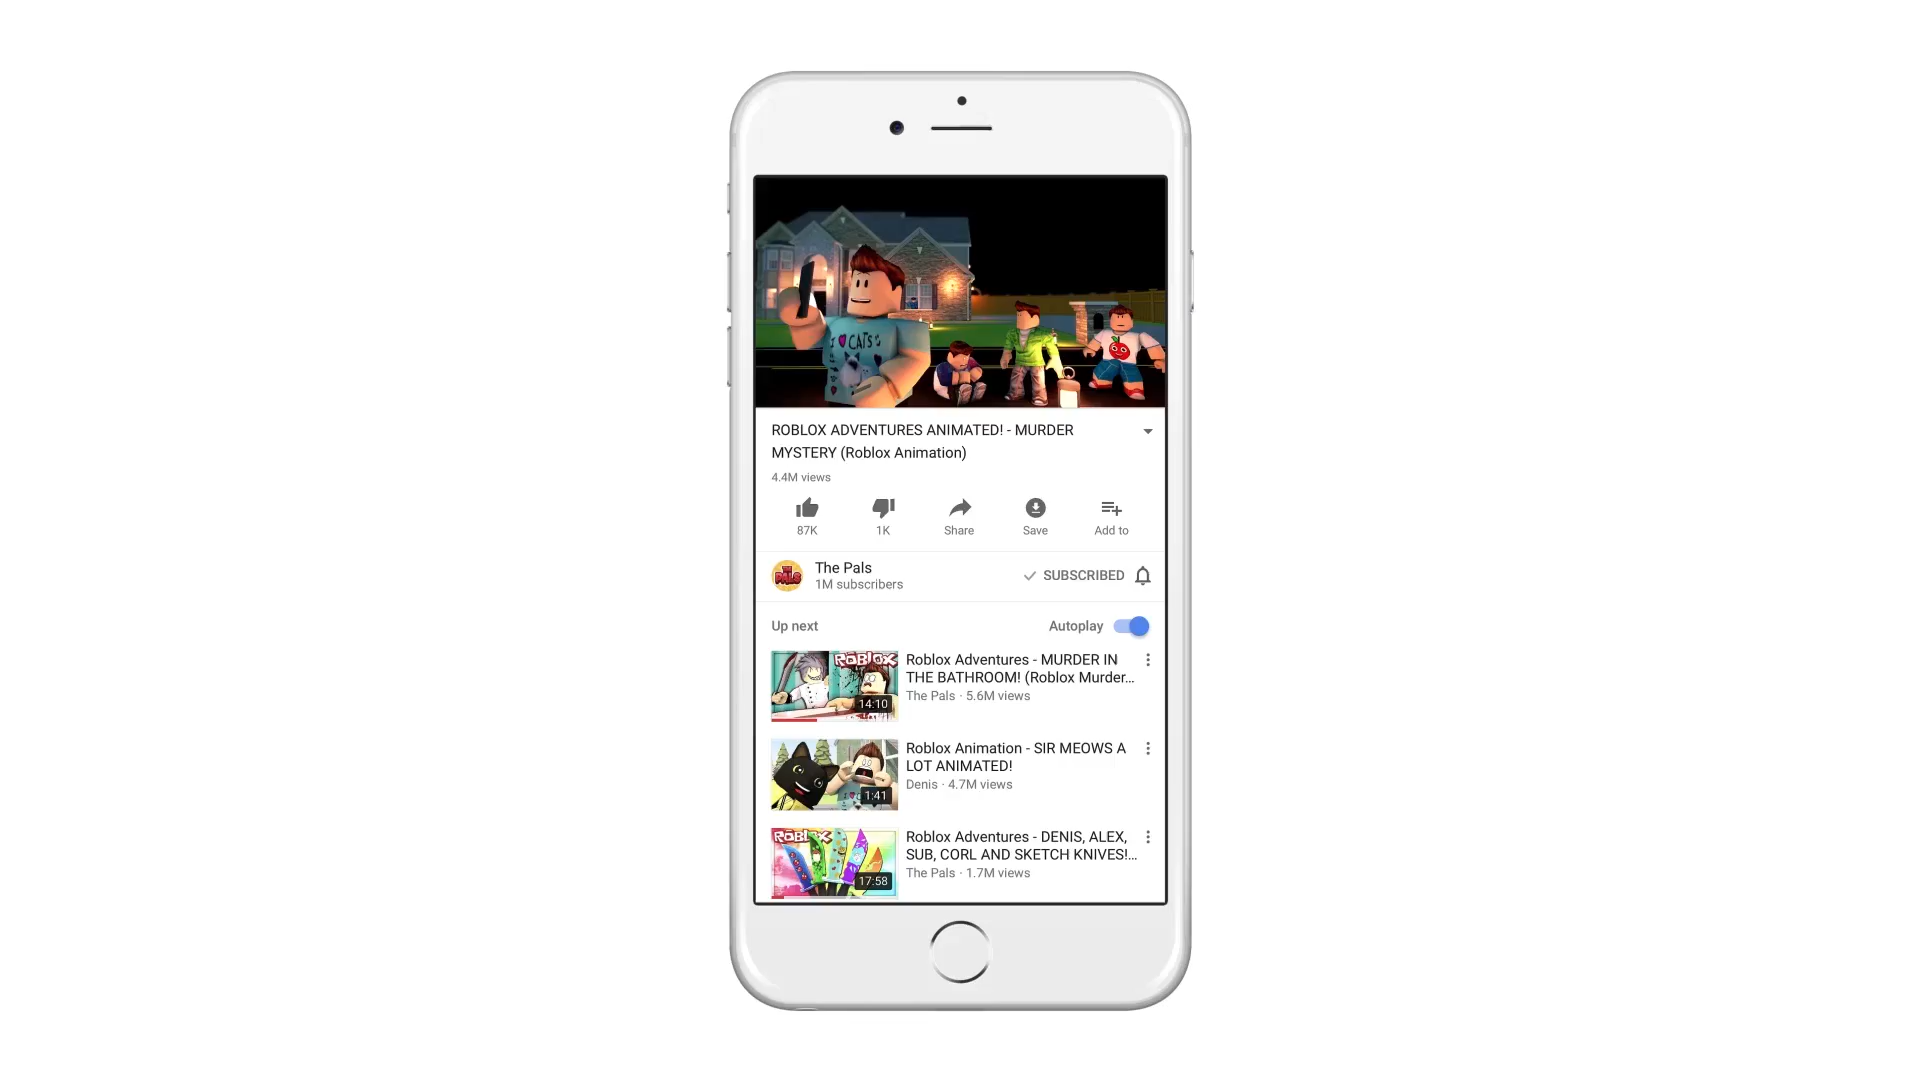 I ♥ CATS
ROBLOX ADVENTURES ANIMATED! - MURDER
MYSTERY (Roblox Animation)
4.4M views
87K
1K
Share
Save
Add to
THE
PALS
The Pals
1M subscribers
SUBSCRIBED
Up next
Autoplay
ROBLOX
14:10
Roblox Adventures - MURDER IN
THE BATHROOM! (Roblox Murder...
The Pals · 5.6M views
1:41
Roblox Animation - SIR MEOWS A
LOT ANIMATED!
Denis · 4.7M views
ROBLOX
17:58
Roblox Adventures - DENIS, ALEX,
SUB, CORL AND SKETCH KNIVES!...
The Pals · 1.7M views